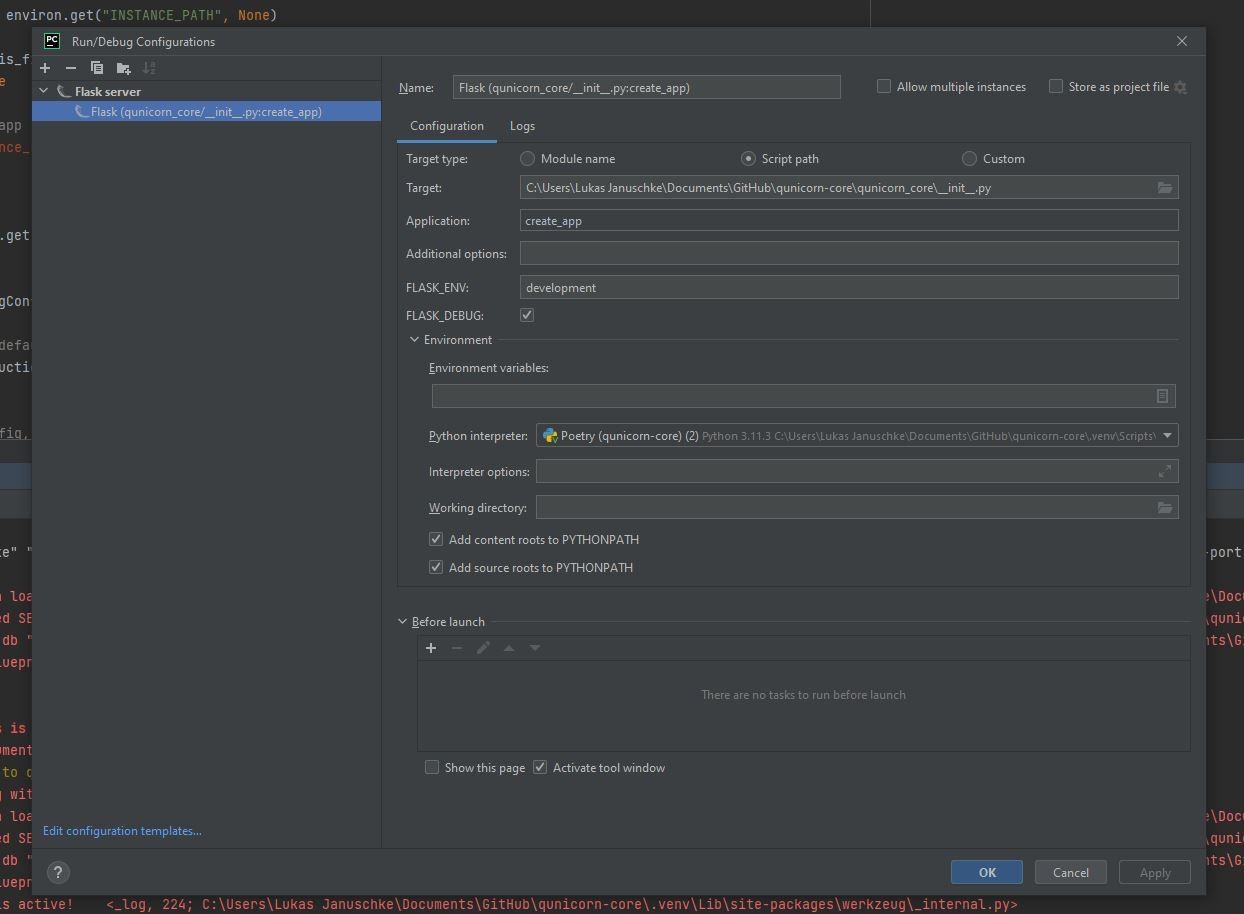 environ.get("INSTANCE_PATH", None)
PC Run/Debug Configurations
Flask server
Flask (qunicorn_core/__init__.py:create_app)
Name: Flask (qunicorn_core/__init__.py:create_app) Allow multiple instances Store as project file
Configuration Logs
Target type: Module name Script path Custom
Target: C:\Users\Lukas Januschke\Documents\GitHub\qunicorn-core\qunicorn_core\__init__.py
Application: create_app
Additional options:
FLASK_ENV: development
FLASK_DEBUG:
Environment
Environment variables:
Python interpreter: Poetry (qunicorn-core) (2) Python 3.11.3 C:\Users\Lukas Januschke\Documents\GitHub\qunicorn-core\.venv\Scripts\
Interpreter options:
Working directory:
Add content roots to PYTHONPATH
Add source roots to PYTHONPATH
Before launch
There are no tasks to run before launch
Show this page Activate tool window
Edit configuration templates...
? OK Cancel Apply
is active! <_log, 224; C:\Users\Lukas Januschke\Documents\GitHub\qunicorn-core\.venv\Lib\site-packages\werkzeug\_internal.py>